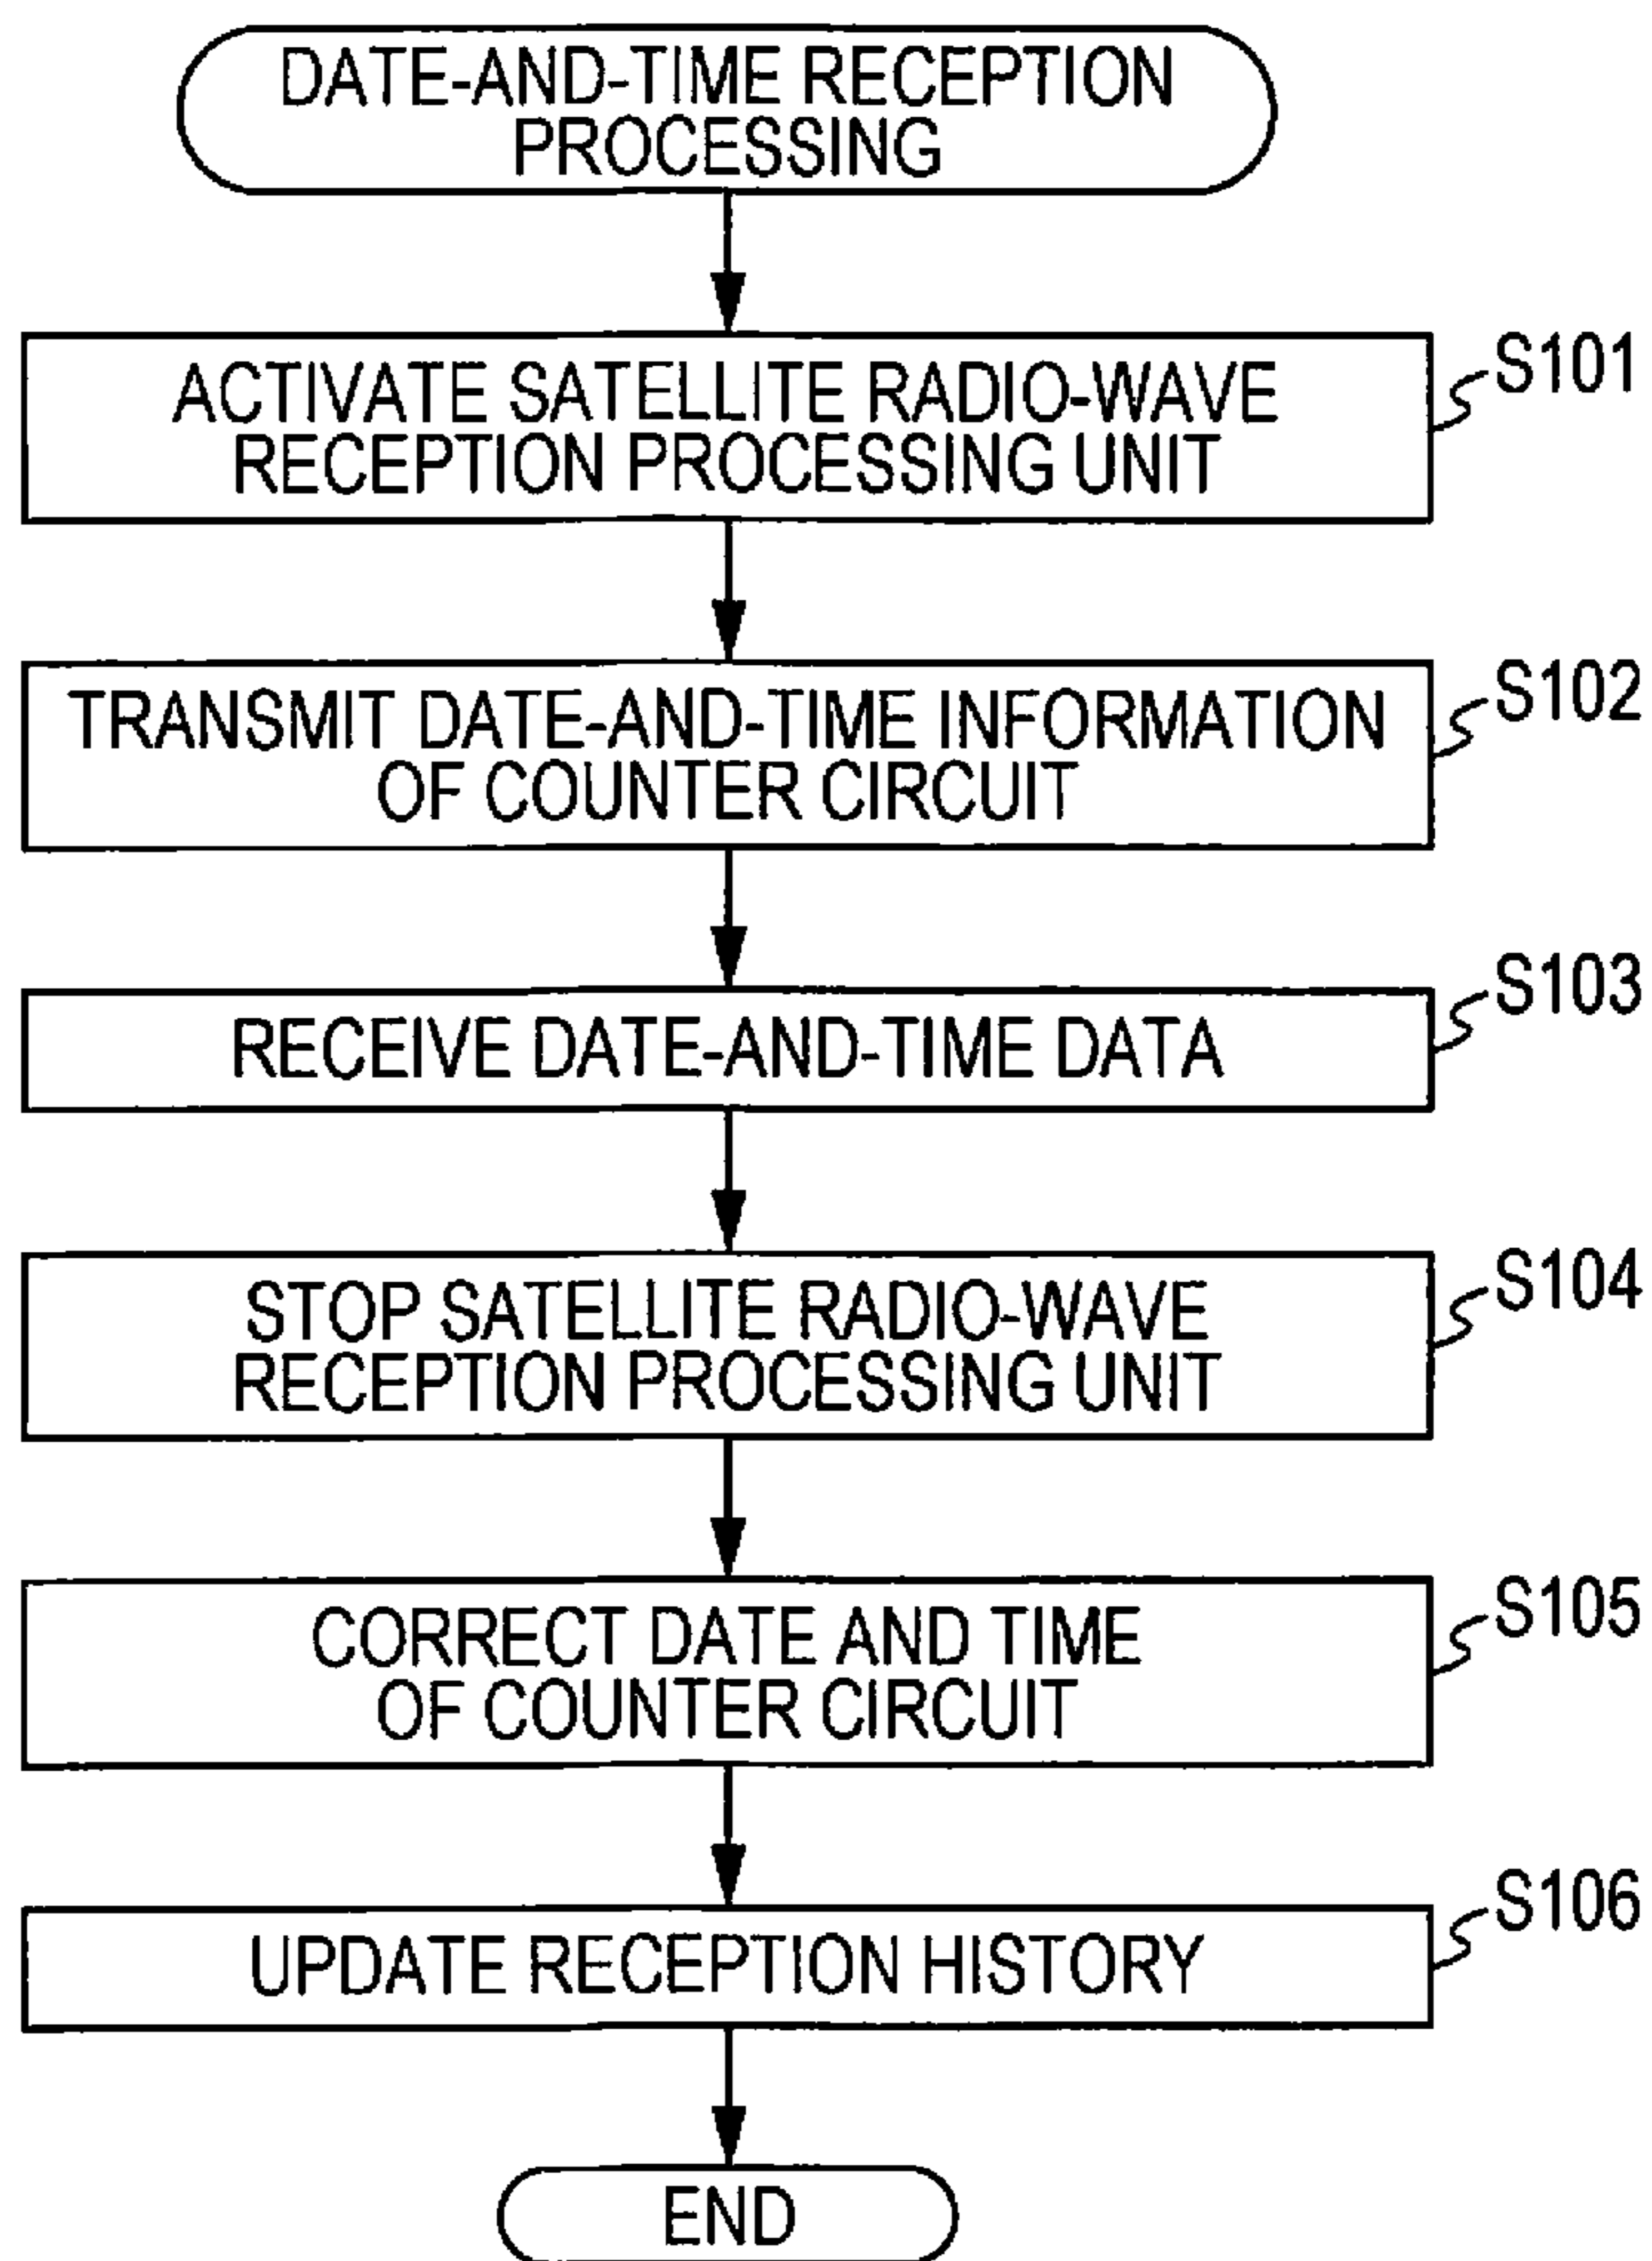 DATE-AND-TIME RECEPTION
PROCESSING
ACTIVATE SATELLITE RADIO-WAVE
RECEPTION PROCESSING UNIT
S101
TRANSMIT DATE-AND-TIME INFORMATION
OF COUNTER CIRCUIT
S102
RECEIVE DATE-AND-TIME DATA
S103
STOP SATELLITE RADIO-WAVE
RECEPTION PROCESSING UNIT
S104
CORRECT DATE AND TIME
OF COUNTER CIRCUIT
S105
UPDATE RECEPTION HISTORY
S106
END